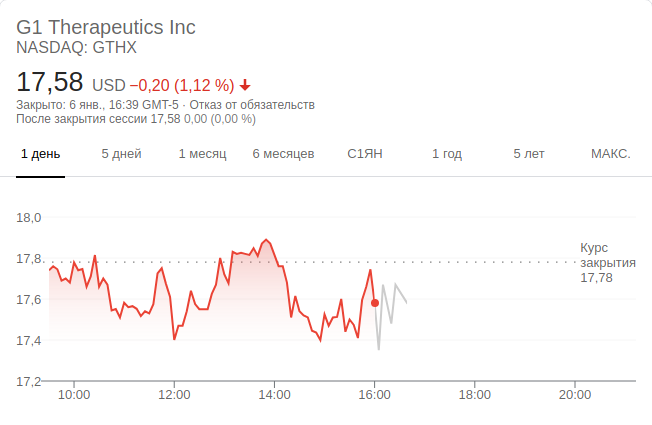 G1 Therapeutics Inc
NASDAQ: GTHX
17,58 USD −0,20 (1,12 %)
Закрыто: 6 янв., 16:39 GMT-5 · Отказ от обязательств
После закрытия сессии 17,58 0,00 (0,00 %)
1 день 5 дней 1 месяц 6 месяцев С1ЯН 1 год 5 лет МАКС.
18,0
17,8
17,6
17,4
17,2
Курс
закрытия
17,78
10:00 12:00 14:00 16:00 18:00 20:00